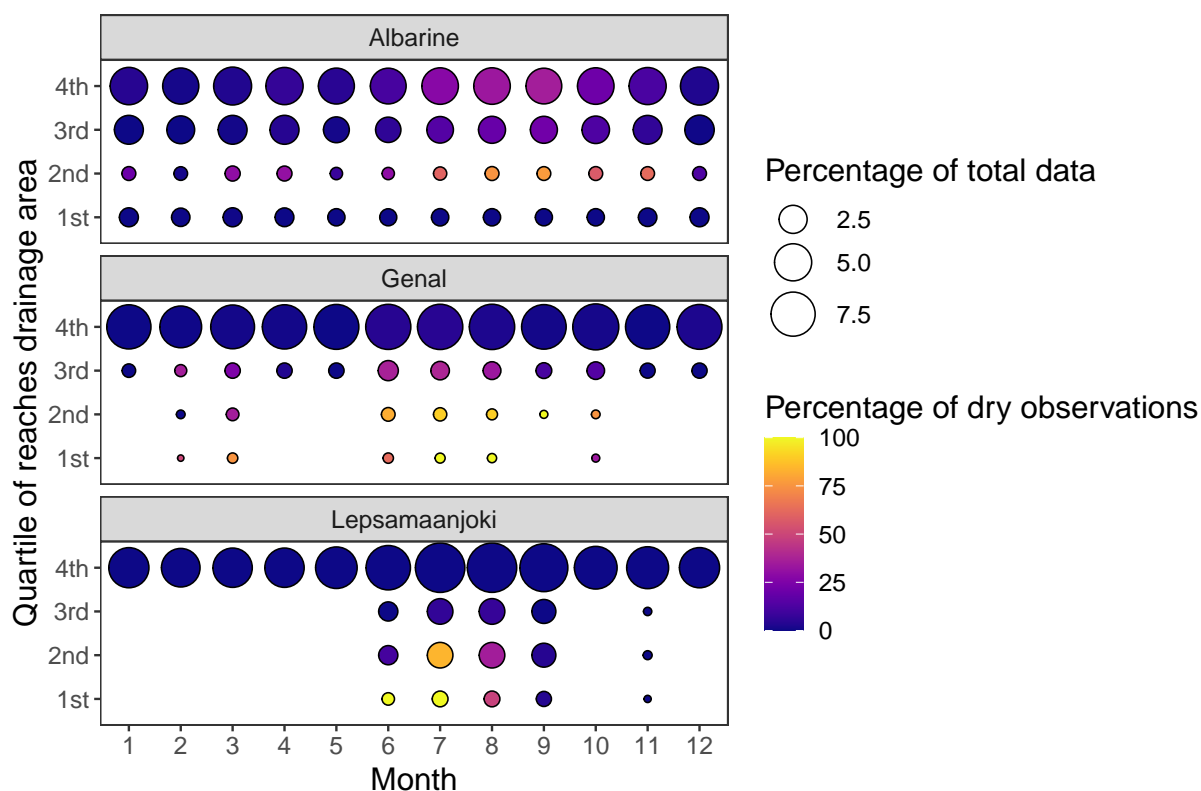 Albarine
4th
3rd
2nd
1st
Genal
4th
3rd
2nd
1st
Lepsamaanjoki
4th
3rd
2nd
1st
1 2 3 4 5 6 7 8 9 10 11 12
Month
Quartile of reaches drainage area
Percentage of total data
2.5
5.0
7.5
Percentage of dry observations
100
75
50
25
0